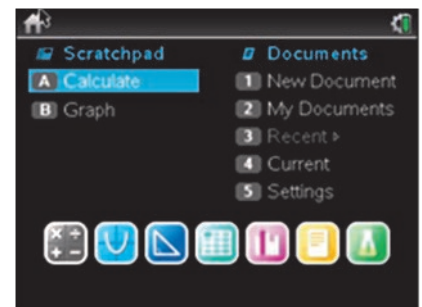 Scratchpad
A Calculate
B Graph
Documents
1 New Document
2 My Documents
3 Recent ▸
4 Current
5 Settings